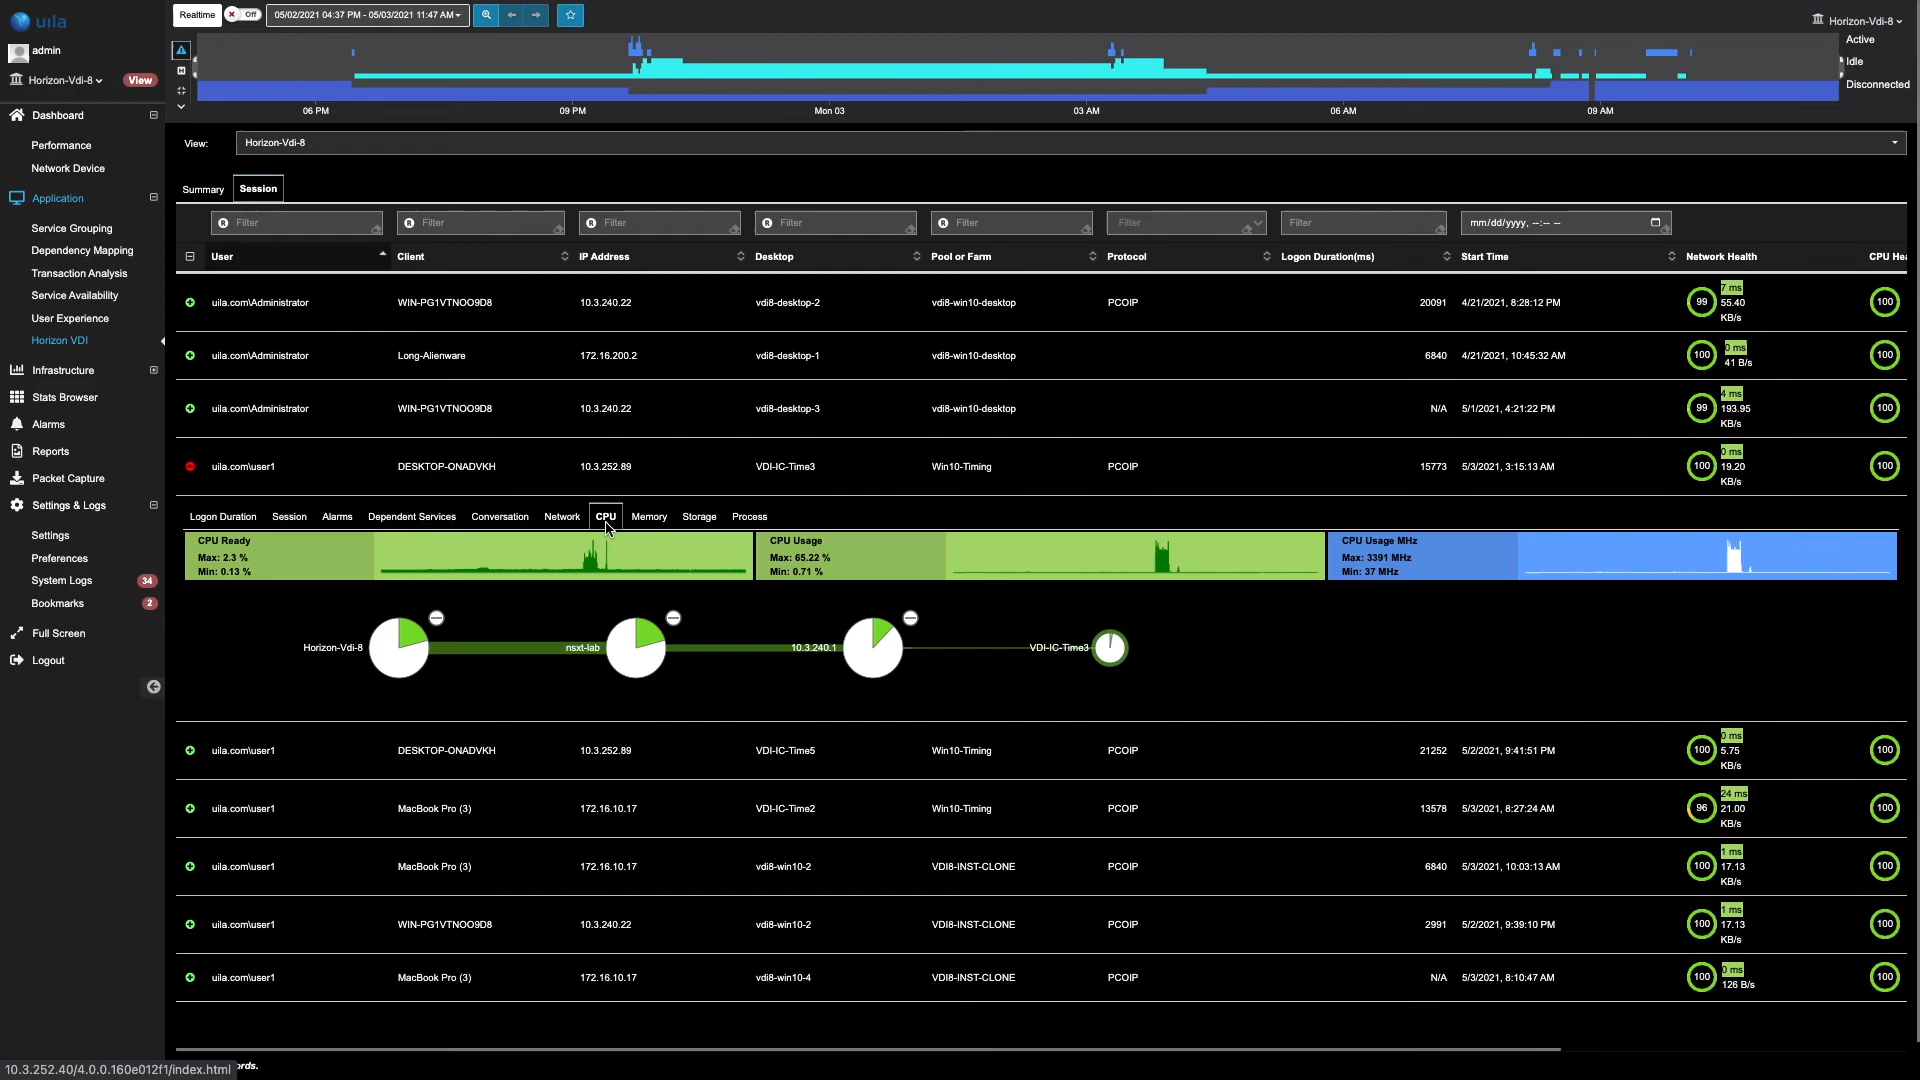 uila
admin
Horizon-Vdi-8
View
Dashboard
Performance
Network Device
Application
Service Grouping
Dependency Mapping
Transaction Analysis
Service Availability
User Experience
Horizon VDI
Infrastructure
Stats Browser
Alarms
Reports
Packet Capture
Settings & Logs
Settings
Preferences
System Logs 34
Bookmarks 2
Full Screen
Logout
Realtime Off 05/02/2021 04:37 PM - 05/03/2021 11:47 AM
Horizon-Vdi-8
Active
Idle
Disconnected
06 PM 09 PM Mon 03 03 AM 06 AM 09 AM
View: Horizon-Vdi-8
Summary Session
Filter Filter Filter Filter Filter Filter Filter mm/dd/yyyy, --:-- --
User Client IP Address Desktop Pool or Farm Protocol Logon Duration(ms) Start Time Network Health CPU Hea
uila.com\Administrator WIN-PG1VTNOO9D8 10.3.240.22 vdi8-desktop-2 vdi8-win10-desktop PCOIP 20091 4/21/2021, 8:28:12 PM 99 7 ms 55.40 KB/s 100
uila.com\Administrator Long-Alienware 172.16.200.2 vdi8-desktop-1 vdi8-win10-desktop 6840 4/21/2021, 10:45:32 AM 100 0 ms 41 B/s 100
uila.com\Administrator WIN-PG1VTNOO9D8 10.3.240.22 vdi8-desktop-3 vdi8-win10-desktop N/A 5/1/2021, 4:21:22 PM 99 4 ms 193.95 KB/s 100
uila.com\user1 DESKTOP-ONADVKH 10.3.252.89 VDI-IC-Time3 Win10-Timing PCOIP 15773 5/3/2021, 3:15:13 AM 100 0 ms 19.20 KB/s 100
Logon Duration Session Alarms Dependent Services Conversation Network CPU Memory Storage Process
CPU Ready
Max: 2.3 %
Min: 0.13 %
CPU Usage
Max: 65.22 %
Min: 0.71 %
CPU Usage MHz
Max: 3391 MHz
Min: 37 MHz
Horizon-Vdi-8 nsxt-lab 10.3.240.1 VDI-IC-Time3
uila.com\user1 DESKTOP-ONADVKH 10.3.252.89 VDI-IC-Time5 Win10-Timing PCOIP 21252 5/2/2021, 9:41:51 PM 100 0 ms 5.75 KB/s 100
uila.com\user1 MacBook Pro (3) 172.16.10.17 VDI-IC-Time2 Win10-Timing PCOIP 13578 5/3/2021, 8:27:24 AM 96 24 ms 21.00 KB/s 100
uila.com\user1 MacBook Pro (3) 172.16.10.17 vdi8-win10-2 VDI8-INST-CLONE PCOIP 6840 5/3/2021, 10:03:13 AM 100 1 ms 17.13 KB/s 100
uila.com\user1 WIN-PG1VTNOO9D8 10.3.240.22 vdi8-win10-2 VDI8-INST-CLONE PCOIP 2991 5/2/2021, 9:39:10 PM 100 1 ms 17.13 KB/s 100
uila.com\user1 MacBook Pro (3) 172.16.10.17 vdi8-win10-4 VDI8-INST-CLONE PCOIP N/A 5/3/2021, 8:10:47 AM 100 0 ms 126 B/s 100
10.3.252.40/4.0.0.160e012f1/index.html ords.